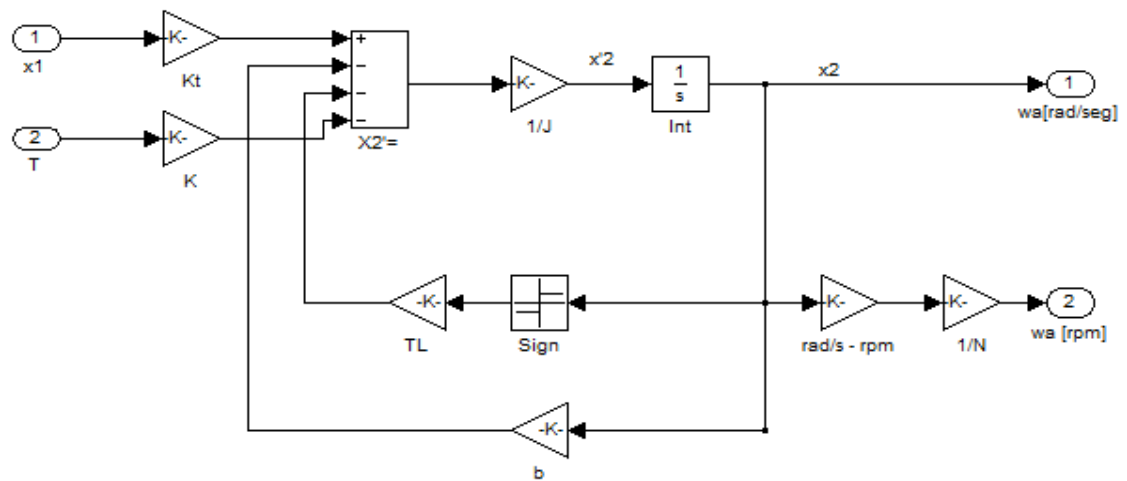 1
K-
x1
Kt
+
−
−
−
X2'=
2
K-
T
K
K-
1/J
x'2
1
s
Int
x2
1
wa[rad/seg]
-K-
TL
Sign
K-
rad/s - rpm
K-
1/N
2
wa [rpm]
-K-
b